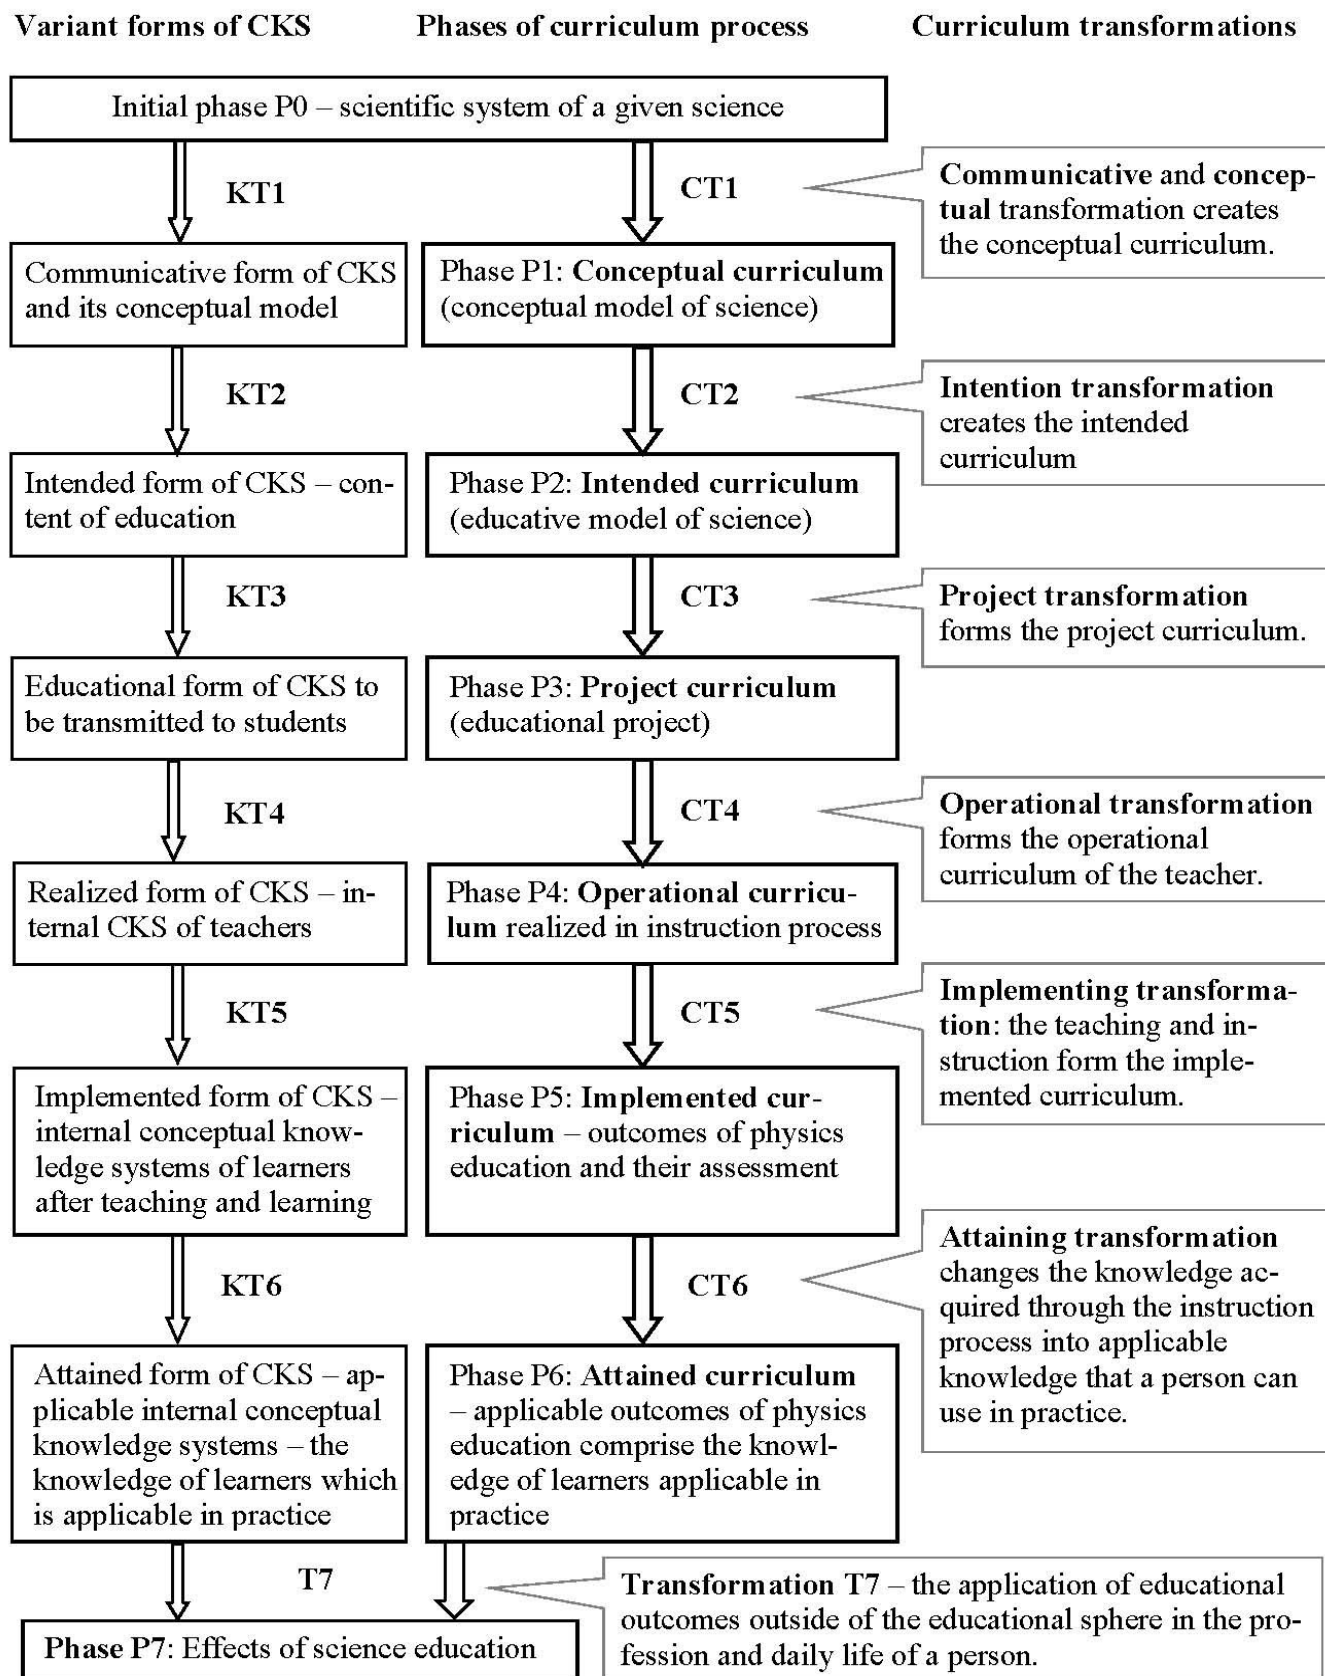 Variant forms of CKS
Phases of curriculum process
Curriculum transformations
Initial phase P0 – scientific system of a given science
KT1
CT1
Communicative and concep-
tual transformation creates
the conceptual curriculum.
Communicative form of CKS
and its conceptual model
Phase P1: Conceptual curriculum
(conceptual model of science)
KT2
CT2
Intention transformation
creates the intended
curriculum
Intended form of CKS – con-
tent of education
Phase P2: Intended curriculum
(educative model of science)
KT3
CT3
Project transformation
forms the project curriculum.
Educational form of CKS to
be transmitted to students
Phase P3: Project curriculum
(educational project)
KT4
CT4
Operational transformation
forms the operational
curriculum of the teacher.
Realized form of CKS – in-
ternal CKS of teachers
Phase P4: Operational curricu-
lum realized in instruction process
KT5
CT5
Implementing transforma-
tion: the teaching and in-
struction form the imple-
mented curriculum.
Implemented form of CKS –
internal conceptual know-
ledge systems of learners
after teaching and learning
Phase P5: Implemented cur-
riculum – outcomes of physics
education and their assessment
KT6
CT6
Attaining transformation
changes the knowledge ac-
quired through the instruction
process into applicable
knowledge that a person can
use in practice.
Attained form of CKS – ap-
plicable internal conceptual
knowledge systems – the
knowledge of learners which
is applicable in practice
Phase P6: Attained curriculum
– applicable outcomes of physics
education comprise the knowl-
edge of learners applicable in
practice
T7
Transformation T7 – the application of educational
outcomes outside of the educational sphere in the pro-
fession and daily life of a person.
Phase P7: Effects of science education